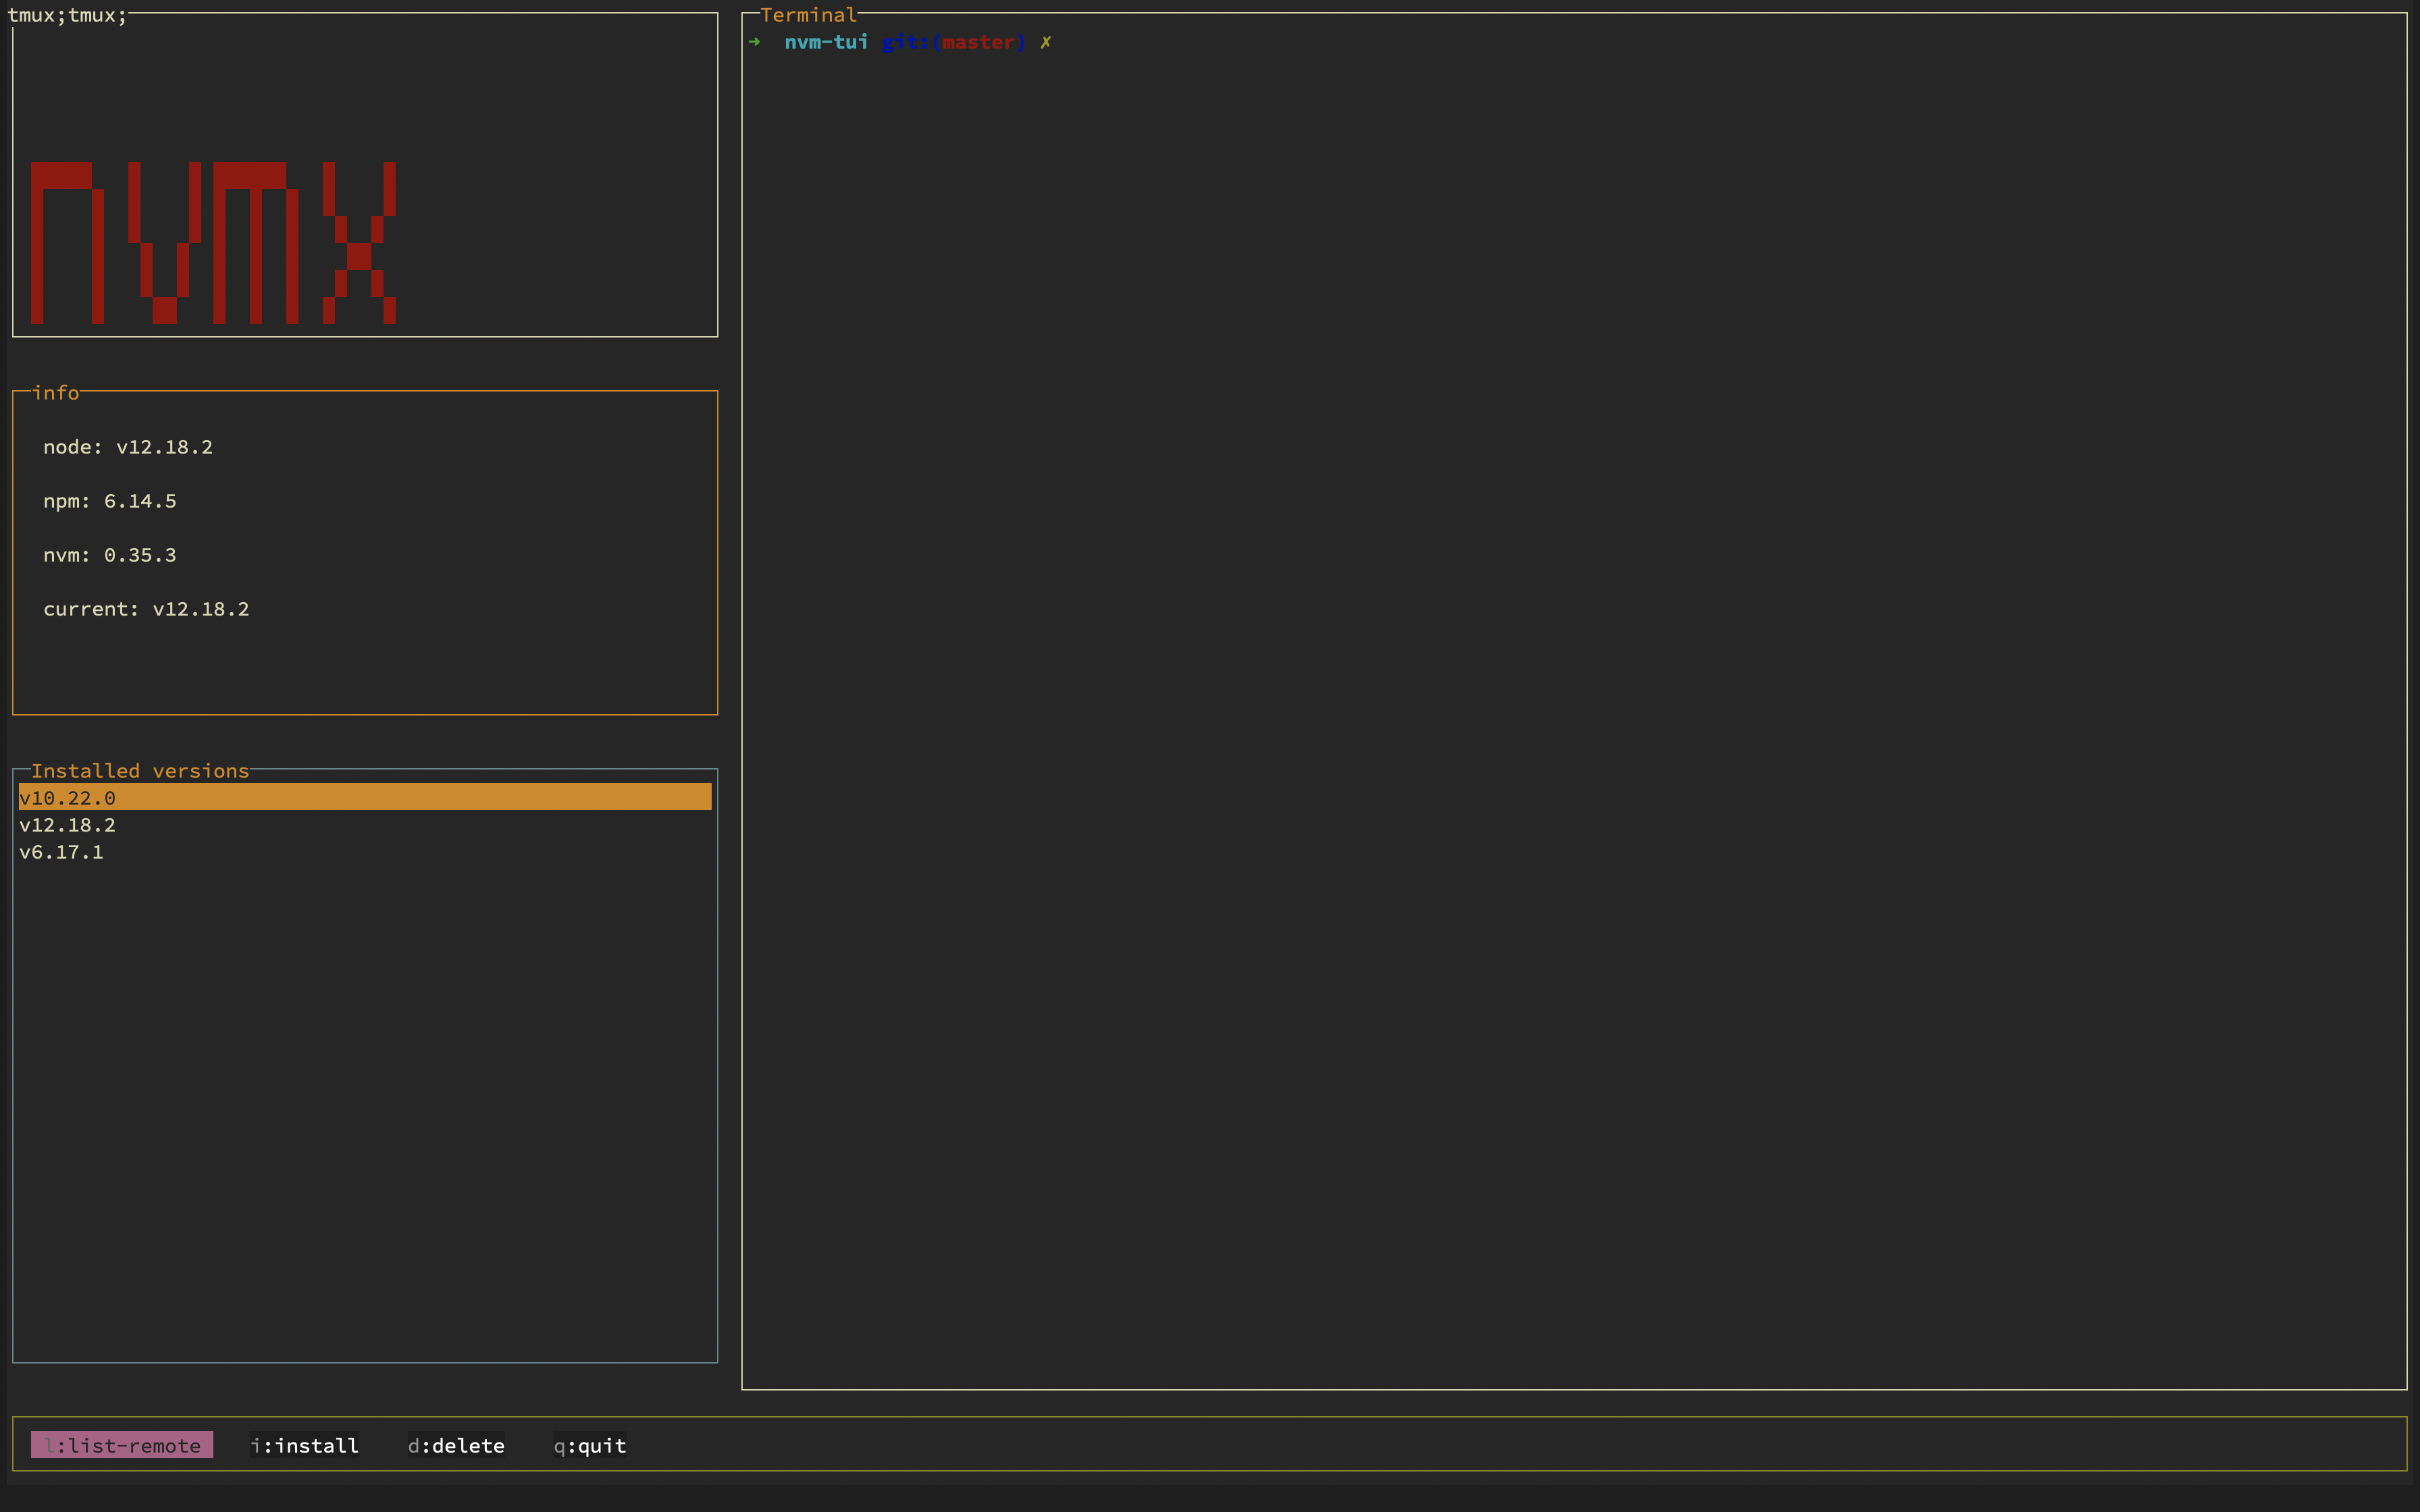 tmux;tmux;
nvmx
info
node: v12.18.2
npm: 6.14.5
nvm: 0.35.3
current: v12.18.2
Installed versions
v10.22.0
v12.18.2
v6.17.1
Terminal
➜ nvm-tui git:(master) ✗
l:list-remote i:install d:delete q:quit